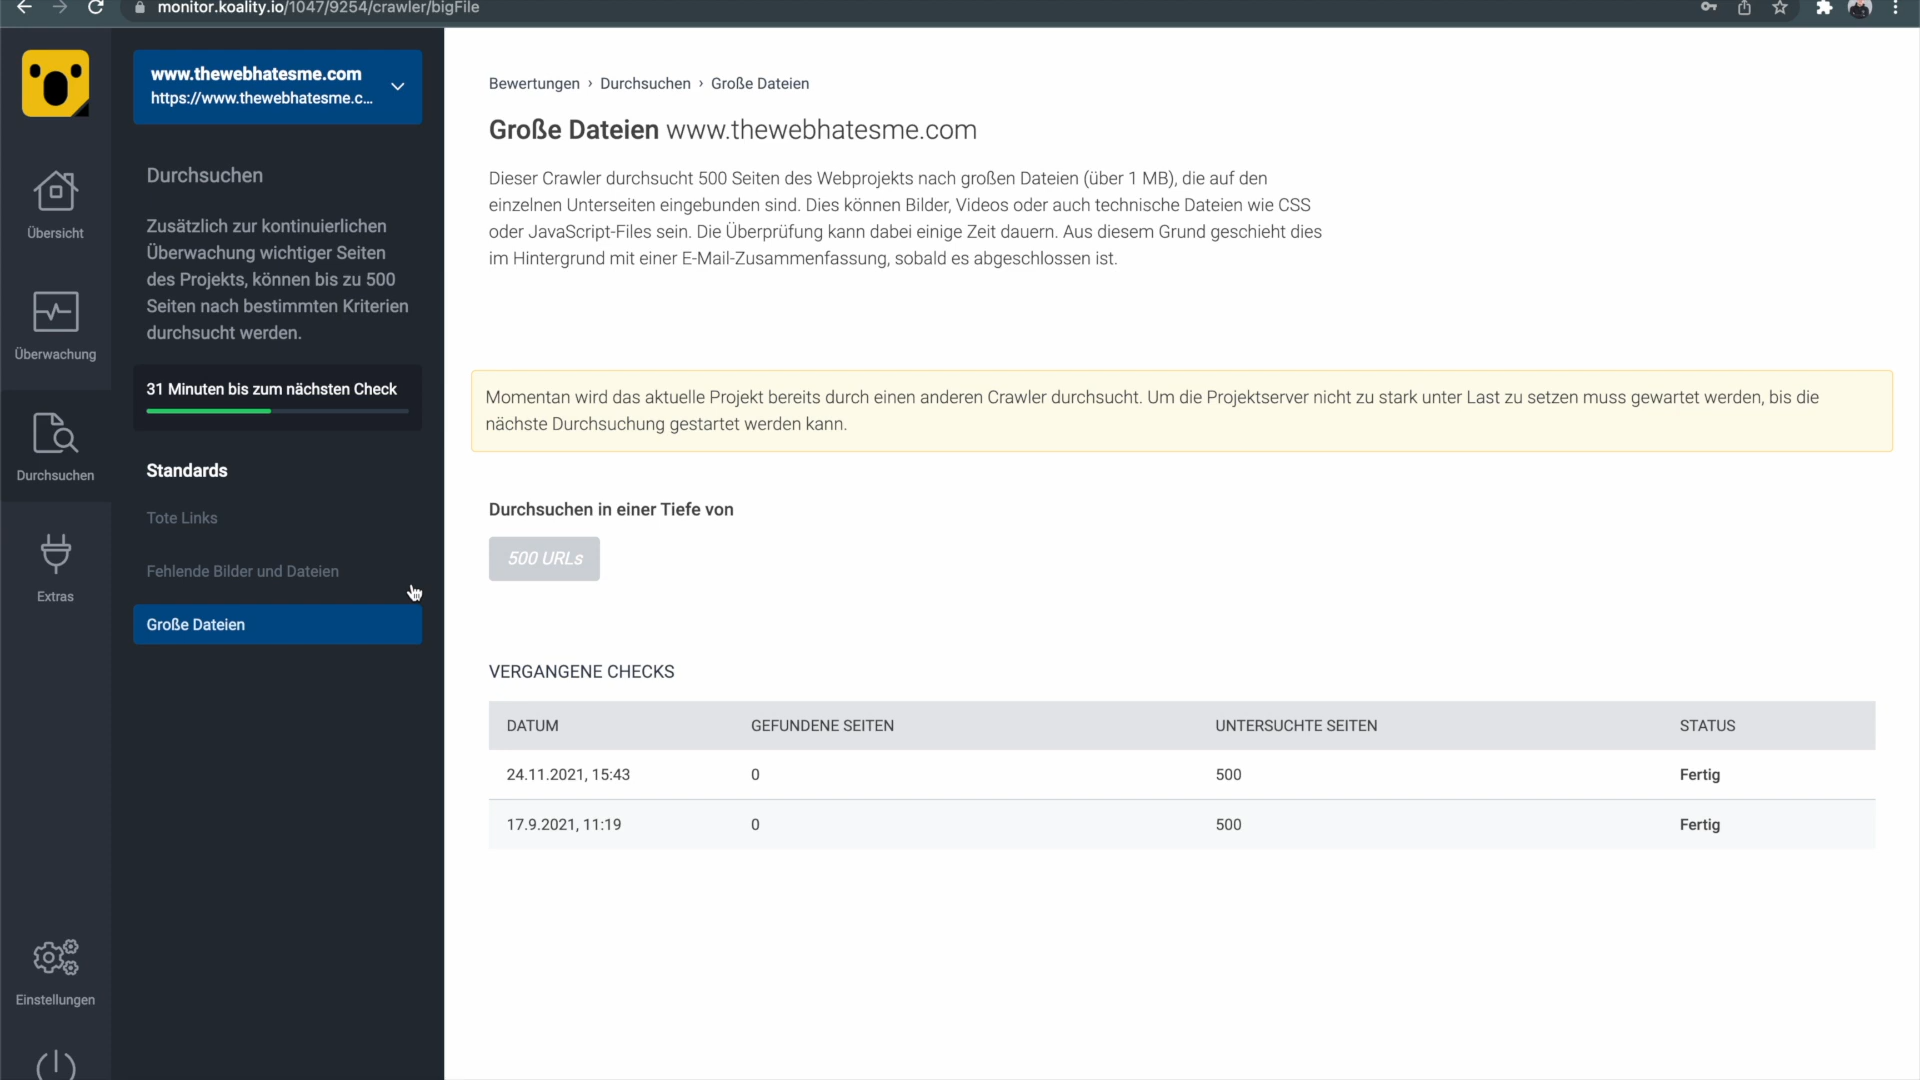 monitor.koality.io/1047/9254/crawler/bigFile
www.thewebhatesme.com
https://www.thewebhatesme.c...
Übersicht
Überwachung
Durchsuchen
Extras
Einstellungen
Durchsuchen
Zusätzlich zur kontinuierlichen
Überwachung wichtiger Seiten
des Projekts, können bis zu 500
Seiten nach bestimmten Kriterien
durchsucht werden.
31 Minuten bis zum nächsten Check
Standards
Tote Links
Fehlende Bilder und Dateien
Große Dateien
Bewertungen › Durchsuchen › Große Dateien
Große Dateien www.thewebhatesme.com
Dieser Crawler durchsucht 500 Seiten des Webprojekts nach großen Dateien (über 1 MB), die auf den
einzelnen Unterseiten eingebunden sind. Dies können Bilder, Videos oder auch technische Dateien wie CSS
oder JavaScript-Files sein. Die Überprüfung kann dabei einige Zeit dauern. Aus diesem Grund geschieht dies
im Hintergrund mit einer E-Mail-Zusammenfassung, sobald es abgeschlossen ist.
Momentan wird das aktuelle Projekt bereits durch einen anderen Crawler durchsucht. Um die Projektserver nicht zu stark unter Last zu setzen muss gewartet werden, bis die
nächste Durchsuchung gestartet werden kann.
Durchsuchen in einer Tiefe von
500 URLs
VERGANGENE CHECKS
DATUM GEFUNDENE SEITEN UNTERSUCHTE SEITEN STATUS
24.11.2021, 15:43 0 500 Fertig
17.9.2021, 11:19 0 500 Fertig